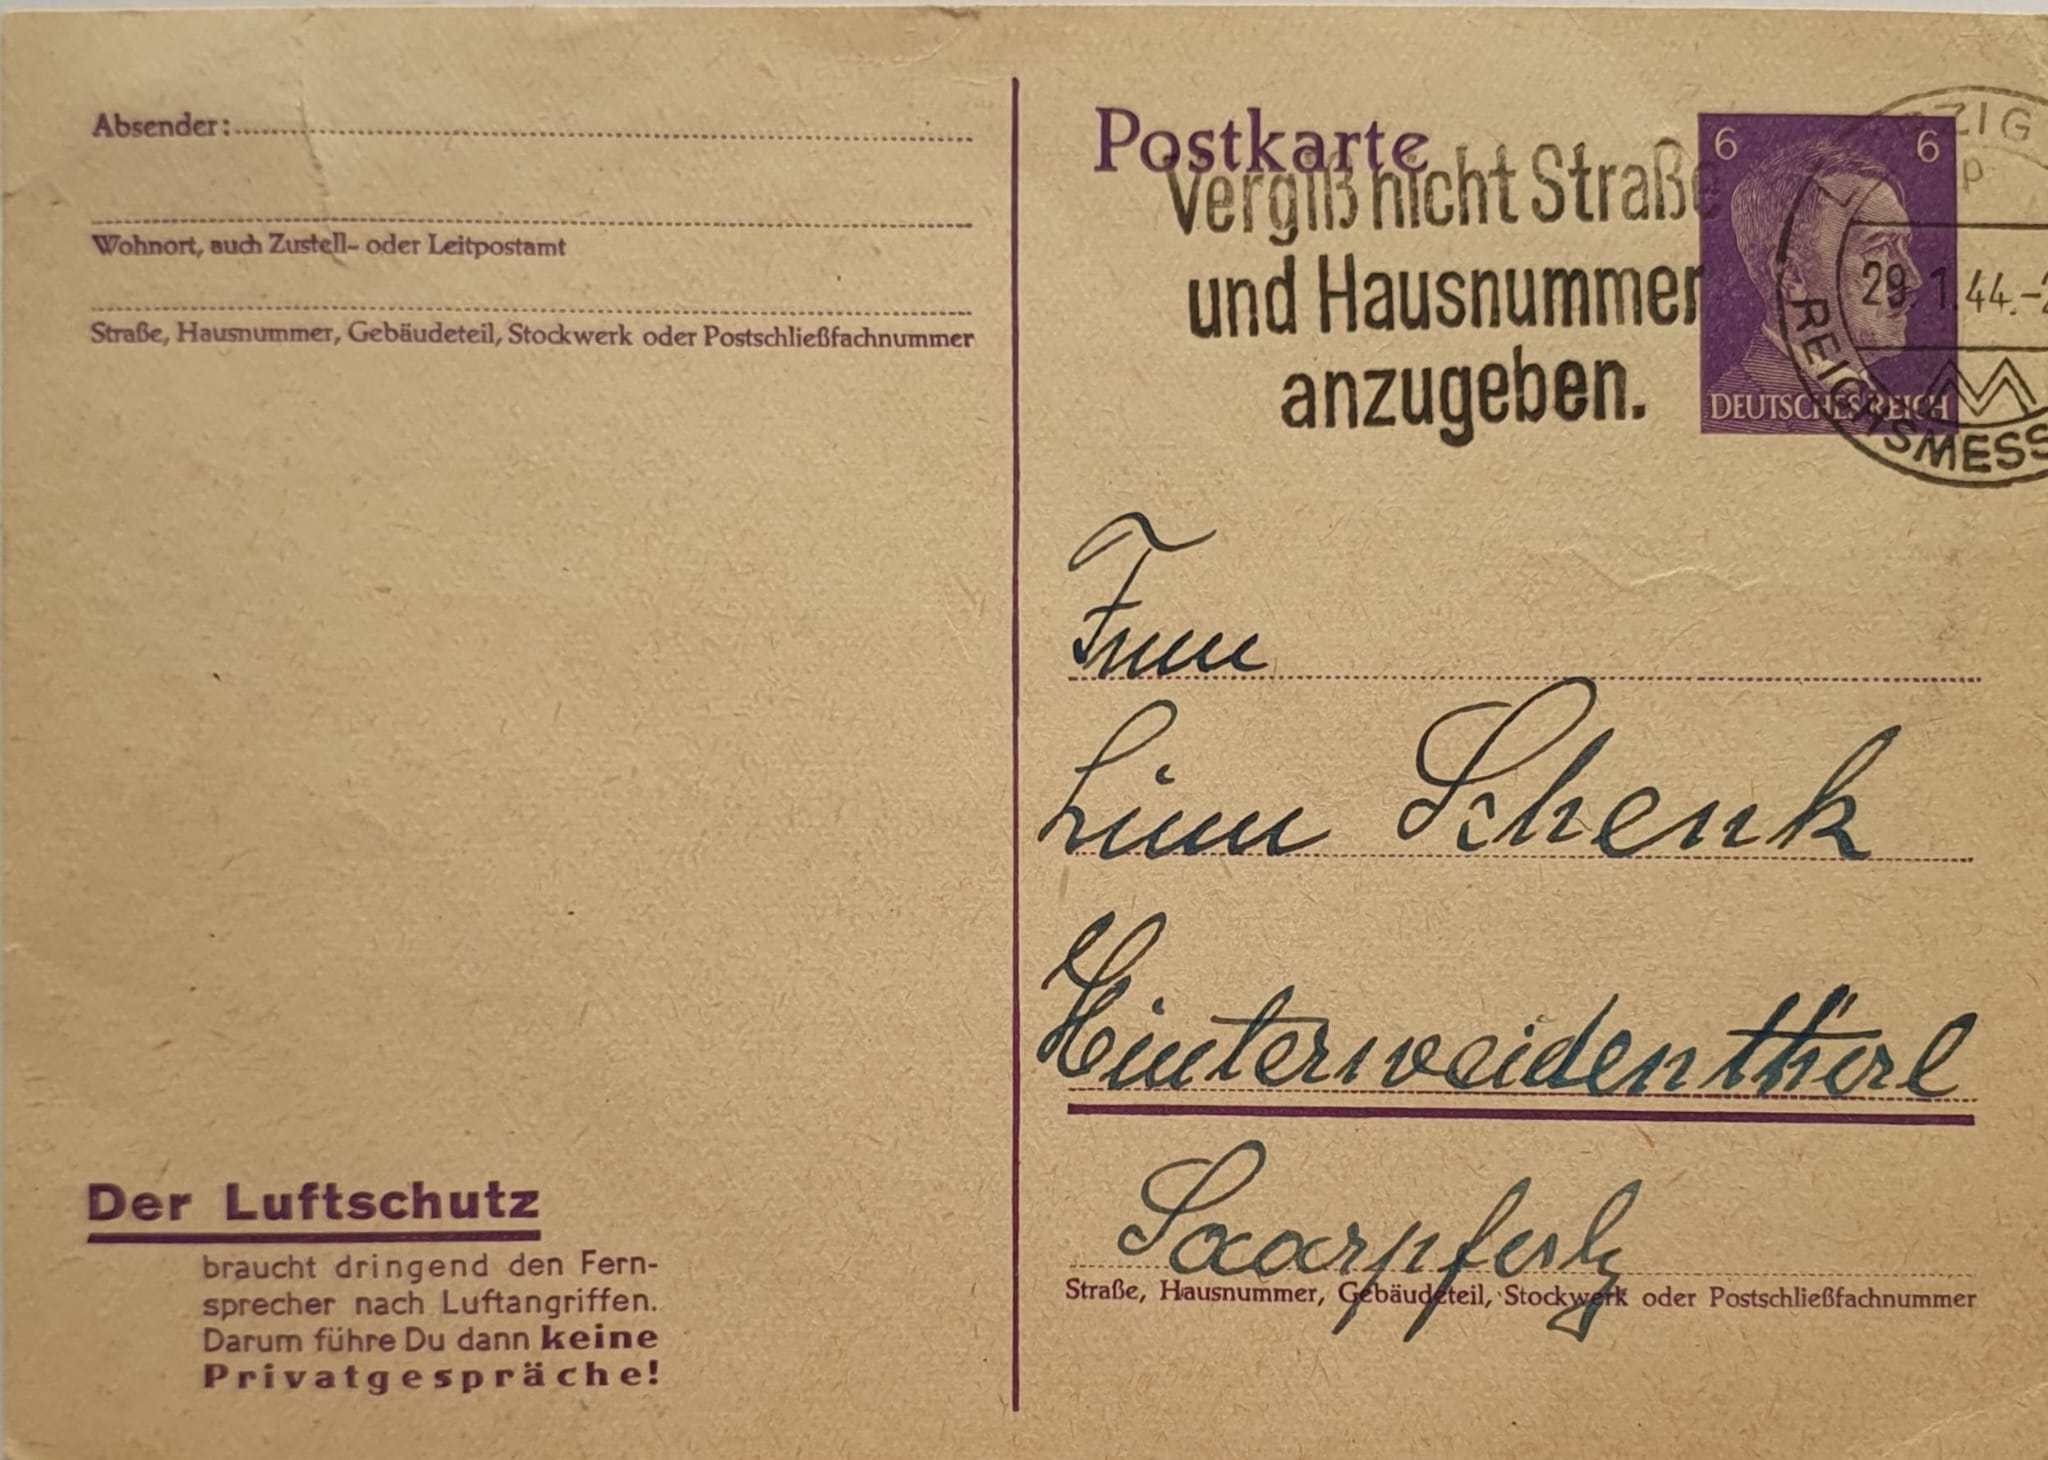 Absender:
Wohnort, auch Zustell- oder Leitpostamt
Straße, Hausnummer, Gebäudeteil, Stockwerk oder Postschließfachnummer
Der Luftschutz
braucht dringend den Fern-
sprecher nach Luftangriffen.
Darum führe Du dann keine
Privatgespräche!
Postkarte
Vergiß nicht Straße
und Hausnummer
anzugeben.
6 6
DEUTSCHES REICH
ZIG
P
29.1.44.-2
REICHSMESS
Frau
Lina Schenk
Hinterweidenthal
Saarpfalz
Straße, Hausnummer, Gebäudeteil, Stockwerk oder Postschließfachnummer